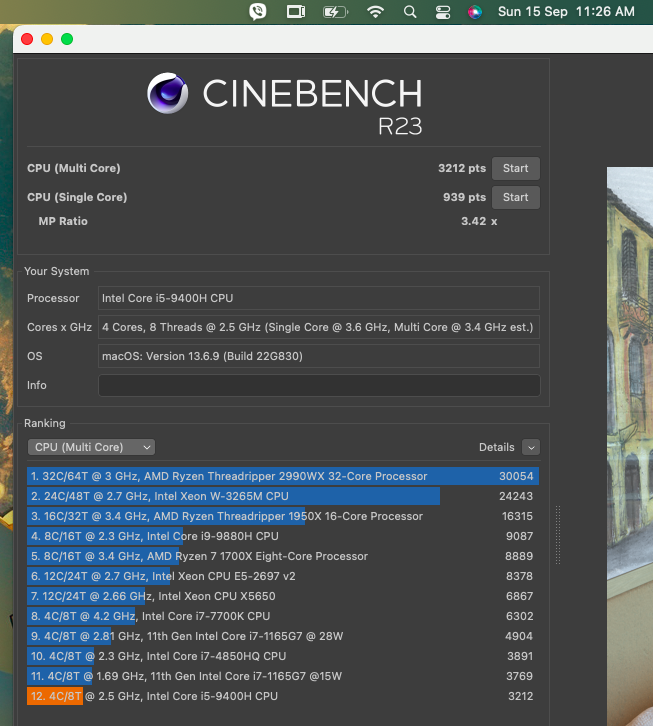 Sun 15 Sep 11:26 AM
CINEBENCH
R23
CPU (Multi Core) 3212 pts Start
CPU (Single Core) 939 pts Start
MP Ratio 3.42 x
Your System
Processor Intel Core i5-9400H CPU
Cores x GHz 4 Cores, 8 Threads @ 2.5 GHz (Single Core @ 3.6 GHz, Multi Core @ 3.4 GHz est.)
OS macOS: Version 13.6.9 (Build 22G830)
Info
Ranking
CPU (Multi Core) Details
1. 32C/64T @ 3 GHz, AMD Ryzen Threadripper 2990WX 32-Core Processor 30054
2. 24C/48T @ 2.7 GHz, Intel Xeon W-3265M CPU 24243
3. 16C/32T @ 3.4 GHz, AMD Ryzen Threadripper 1950X 16-Core Processor 16315
4. 8C/16T @ 2.3 GHz, Intel Core i9-9880H CPU 9087
5. 8C/16T @ 3.4 GHz, AMD Ryzen 7 1700X Eight-Core Processor 8889
6. 12C/24T @ 2.7 GHz, Intel Xeon CPU E5-2697 v2 8378
7. 12C/24T @ 2.66 GHz, Intel Xeon CPU X5650 6867
8. 4C/8T @ 4.2 GHz, Intel Core i7-7700K CPU 6302
9. 4C/8T @ 2.81 GHz, 11th Gen Intel Core i7-1165G7 @ 28W 4904
10. 4C/8T @ 2.3 GHz, Intel Core i7-4850HQ CPU 3891
11. 4C/8T @ 1.69 GHz, 11th Gen Intel Core i7-1165G7 @15W 3769
12. 4C/8T @ 2.5 GHz, Intel Core i5-9400H CPU 3212